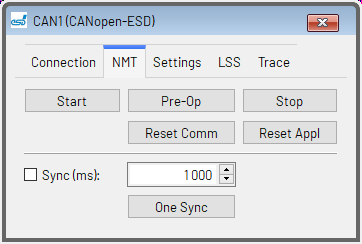 esd
CAN1 (CANopen-ESD)
Connection NMT Settings LSS Trace
Start Pre-Op Stop
Reset Comm Reset Appl
Sync (ms): 1000
One Sync